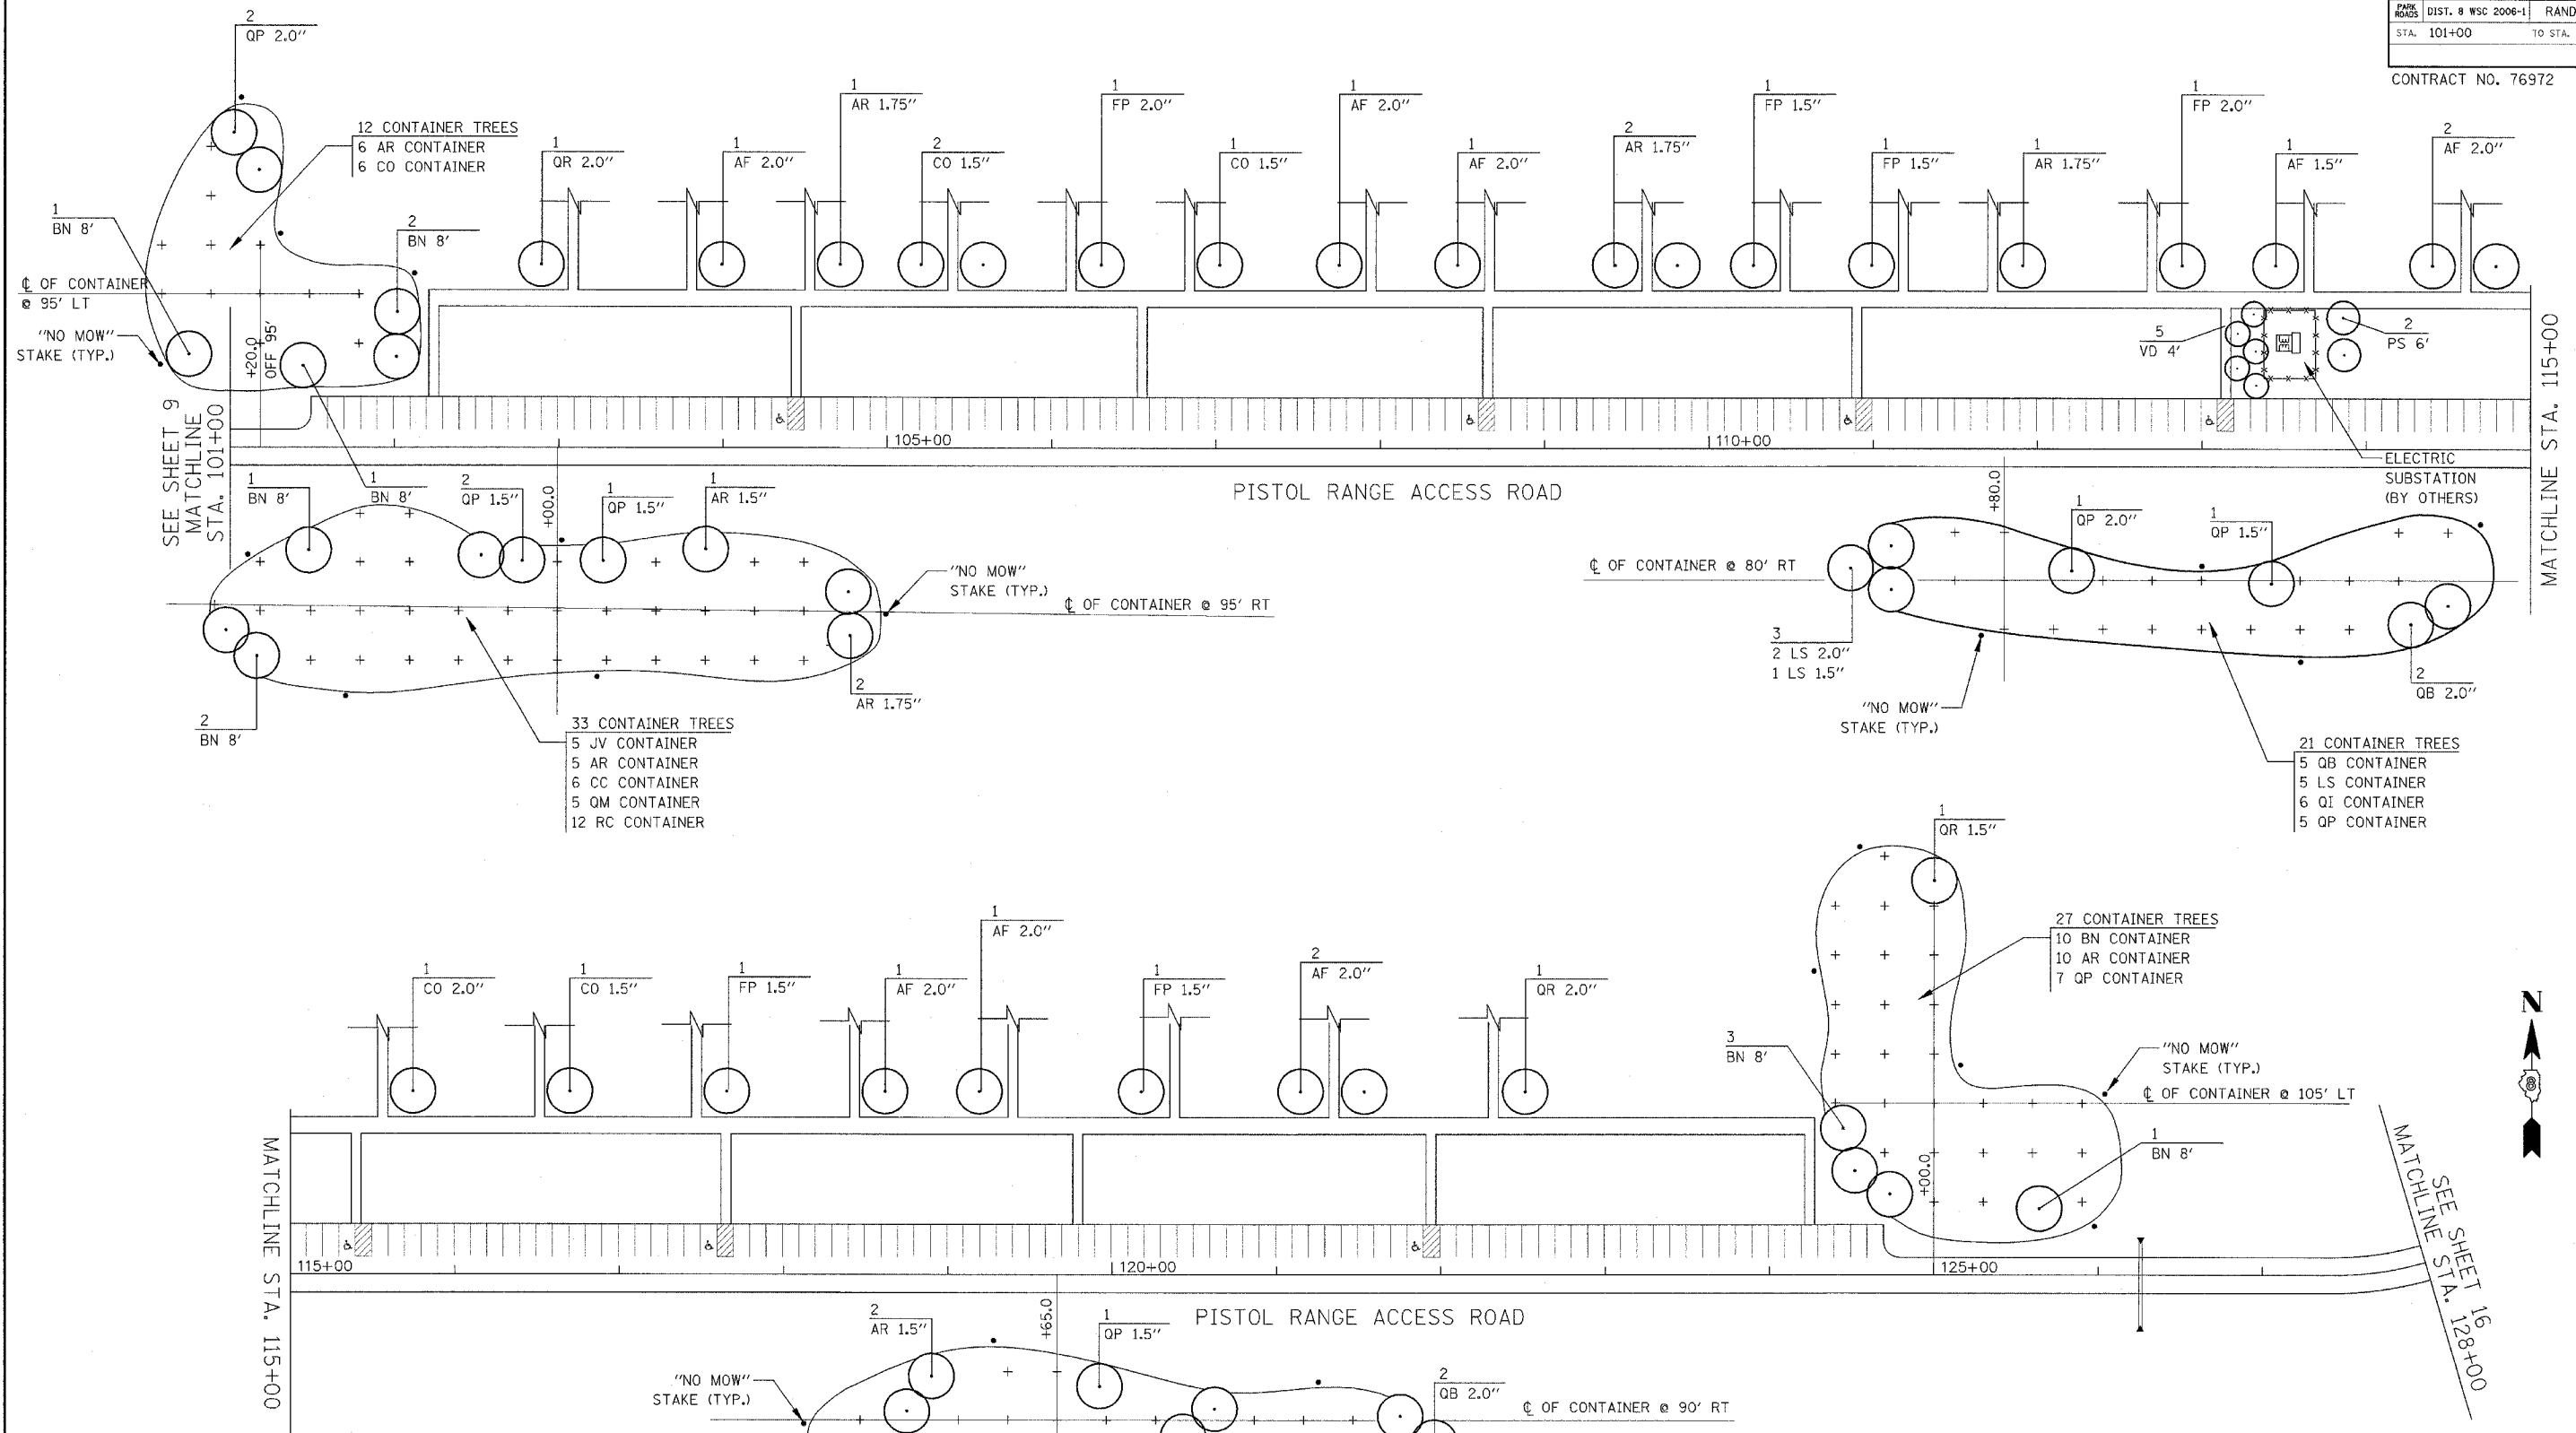 PARK ROADS DIST. 8 WSC 2006-1 RAND
STA. 101+00 TO STA.
CONTRACT NO. 76972
2
QP 2.0"
12 CONTAINER TREES
6 AR CONTAINER
6 CO CONTAINER
1
BN 8'
2
BN 8'
℄ OF CONTAINER
@ 95' LT
"NO MOW"
STAKE (TYP.)
+20.0
OFF 95'
1
QR 2.0"
1
AF 2.0"
1
AR 1.75"
2
CO 1.5"
1
FP 2.0"
1
CO 1.5"
1
AF 2.0"
1
AF 2.0"
2
AR 1.75"
1
FP 1.5"
1
FP 1.5"
1
AR 1.75"
1
FP 2.0"
1
AF 1.5"
2
AF 2.0"
5
VD 4'
2
PS 6'
SEE SHEET 9
MATCHLINE
STA. 101+00
105+00
110+00
MATCHLINE STA. 115+00
ELECTRIC
SUBSTATION
(BY OTHERS)
PISTOL RANGE ACCESS ROAD
1
BN 8'
1
BN 8'
2
QP 1.5"
+00.0
1
QP 1.5"
1
AR 1.5"
"NO MOW"
STAKE (TYP.)
℄ OF CONTAINER @ 95' RT
2
BN 8'
2
AR 1.75"
33 CONTAINER TREES
5 JV CONTAINER
5 AR CONTAINER
6 CC CONTAINER
5 QM CONTAINER
12 RC CONTAINER
℄ OF CONTAINER @ 80' RT
+80.0
1
QP 2.0"
1
QP 1.5"
3
2 LS 2.0"
1 LS 1.5"
"NO MOW"
STAKE (TYP.)
2
QB 2.0"
21 CONTAINER TREES
5 QB CONTAINER
5 LS CONTAINER
6 QI CONTAINER
5 QP CONTAINER
1
QR 1.5"
27 CONTAINER TREES
10 BN CONTAINER
10 AR CONTAINER
7 QP CONTAINER
1
CO 2.0"
1
CO 1.5"
1
FP 1.5"
1
AF 2.0"
1
AF 2.0"
1
FP 1.5"
2
AF 2.0"
1
QR 2.0"
3
BN 8'
"NO MOW"
STAKE (TYP.)
℄ OF CONTAINER @ 105' LT
1
BN 8'
+00.0
N
8
MATCHLINE STA. 115+00
115+00
120+00
125+00
SEE SHEET 16
MATCHLINE STA. 128+00
PISTOL RANGE ACCESS ROAD
2
AR 1.5"
+65.0
1
QP 1.5"
"NO MOW"
STAKE (TYP.)
2
QB 2.0"
℄ OF CONTAINER @ 90' RT